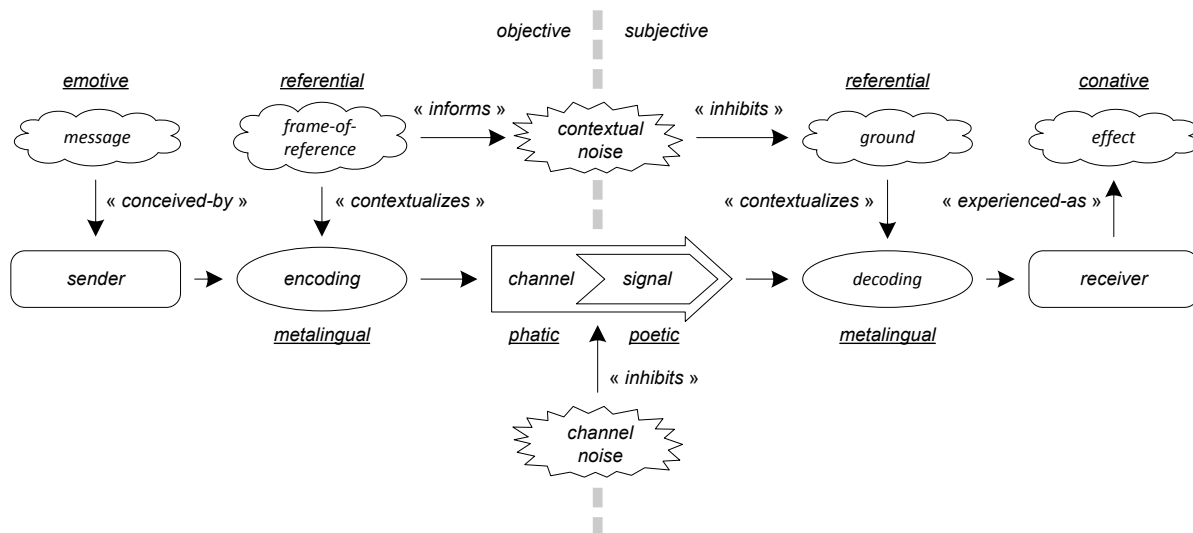 objective subjective
emotive referential referential conative
message
frame-of-
reference
« informs »
contextual
noise
« inhibits »
ground
effect
« conceived-by » « contextualizes » « contextualizes » « experienced-as »
sender encoding channel signal decoding receiver
metalingual phatic poetic metalingual
« inhibits »
channel
noise